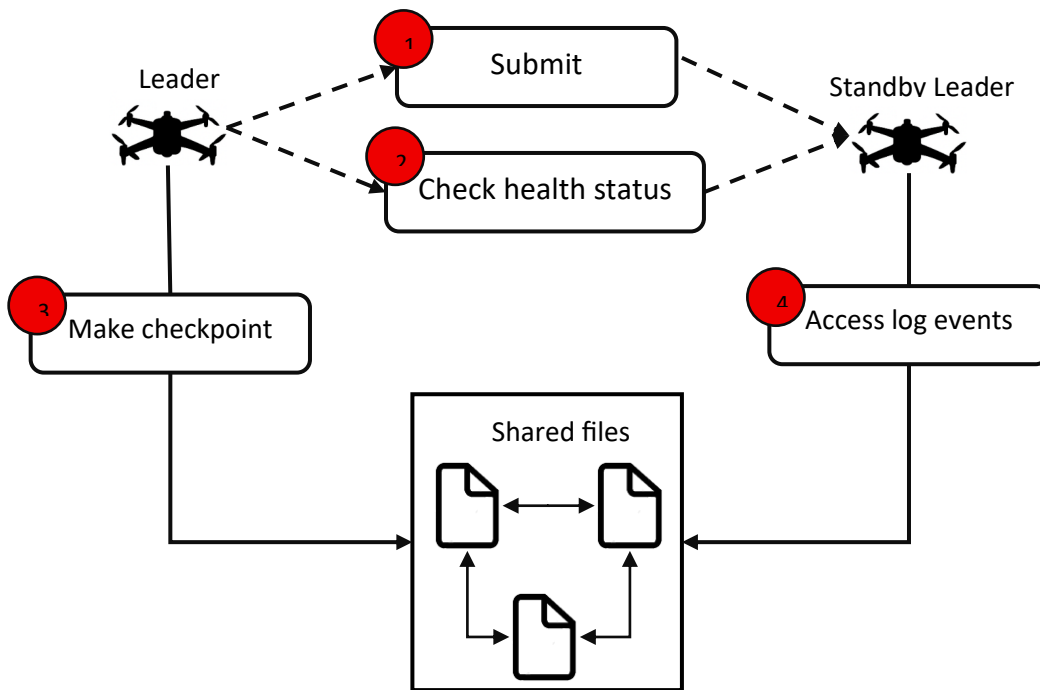 1
Submit
Leader
Standby Leader
2
Check health status
3
Make checkpoint
4
Access log events
Shared files